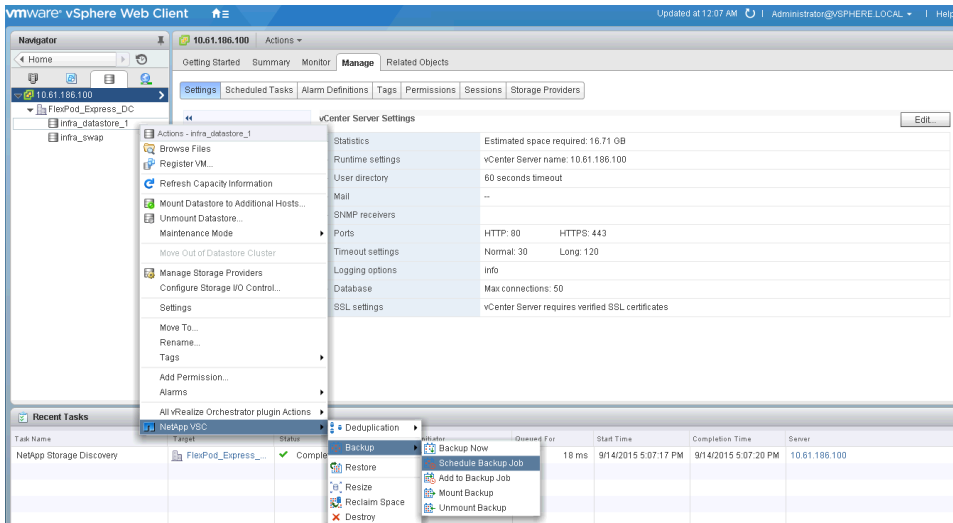 vmware® vSphere Web Client
Updated at 12:07 AM | Administrator@VSPHERE.LOCAL | Help
Navigator
Home
10.61.186.100
FlexPod_Express_DC
infra_datastore_1
infra_swap
10.61.186.100 Actions
Getting Started Summary Monitor Manage Related Objects
Settings Scheduled Tasks Alarm Definitions Tags Permissions Sessions Storage Providers
vCenter Server Settings Edit...
Statistics Estimated space required: 16.71 GB
Runtime settings vCenter Server name: 10.61.186.100
User directory 60 seconds timeout
Mail --
SNMP receivers
Ports HTTP: 80 HTTPS: 443
Timeout settings Normal: 30 Long: 120
Logging options info
Database Max connections: 50
SSL settings vCenter Server requires verified SSL certificates
Actions - infra_datastore_1
Browse Files
Register VM...
Refresh Capacity Information
Mount Datastore to Additional Hosts...
Unmount Datastore...
Maintenance Mode
Move Out of Datastore Cluster
Manage Storage Providers
Configure Storage I/O Control...
Settings
Move To...
Rename...
Tags
Add Permission...
Alarms
All vRealize Orchestrator plugin Actions
NetApp VSC
Deduplication
Backup
Restore
Resize
Reclaim Space
Destroy
Backup Now
Schedule Backup Job
Add to Backup Job
Mount Backup
Unmount Backup
Recent Tasks
Task Name Target Status Queued For Start Time Completion Time Server
NetApp Storage Discovery FlexPod_Express_... Comple 18 ms 9/14/2015 5:07:17 PM 9/14/2015 5:07:20 PM 10.61.186.100